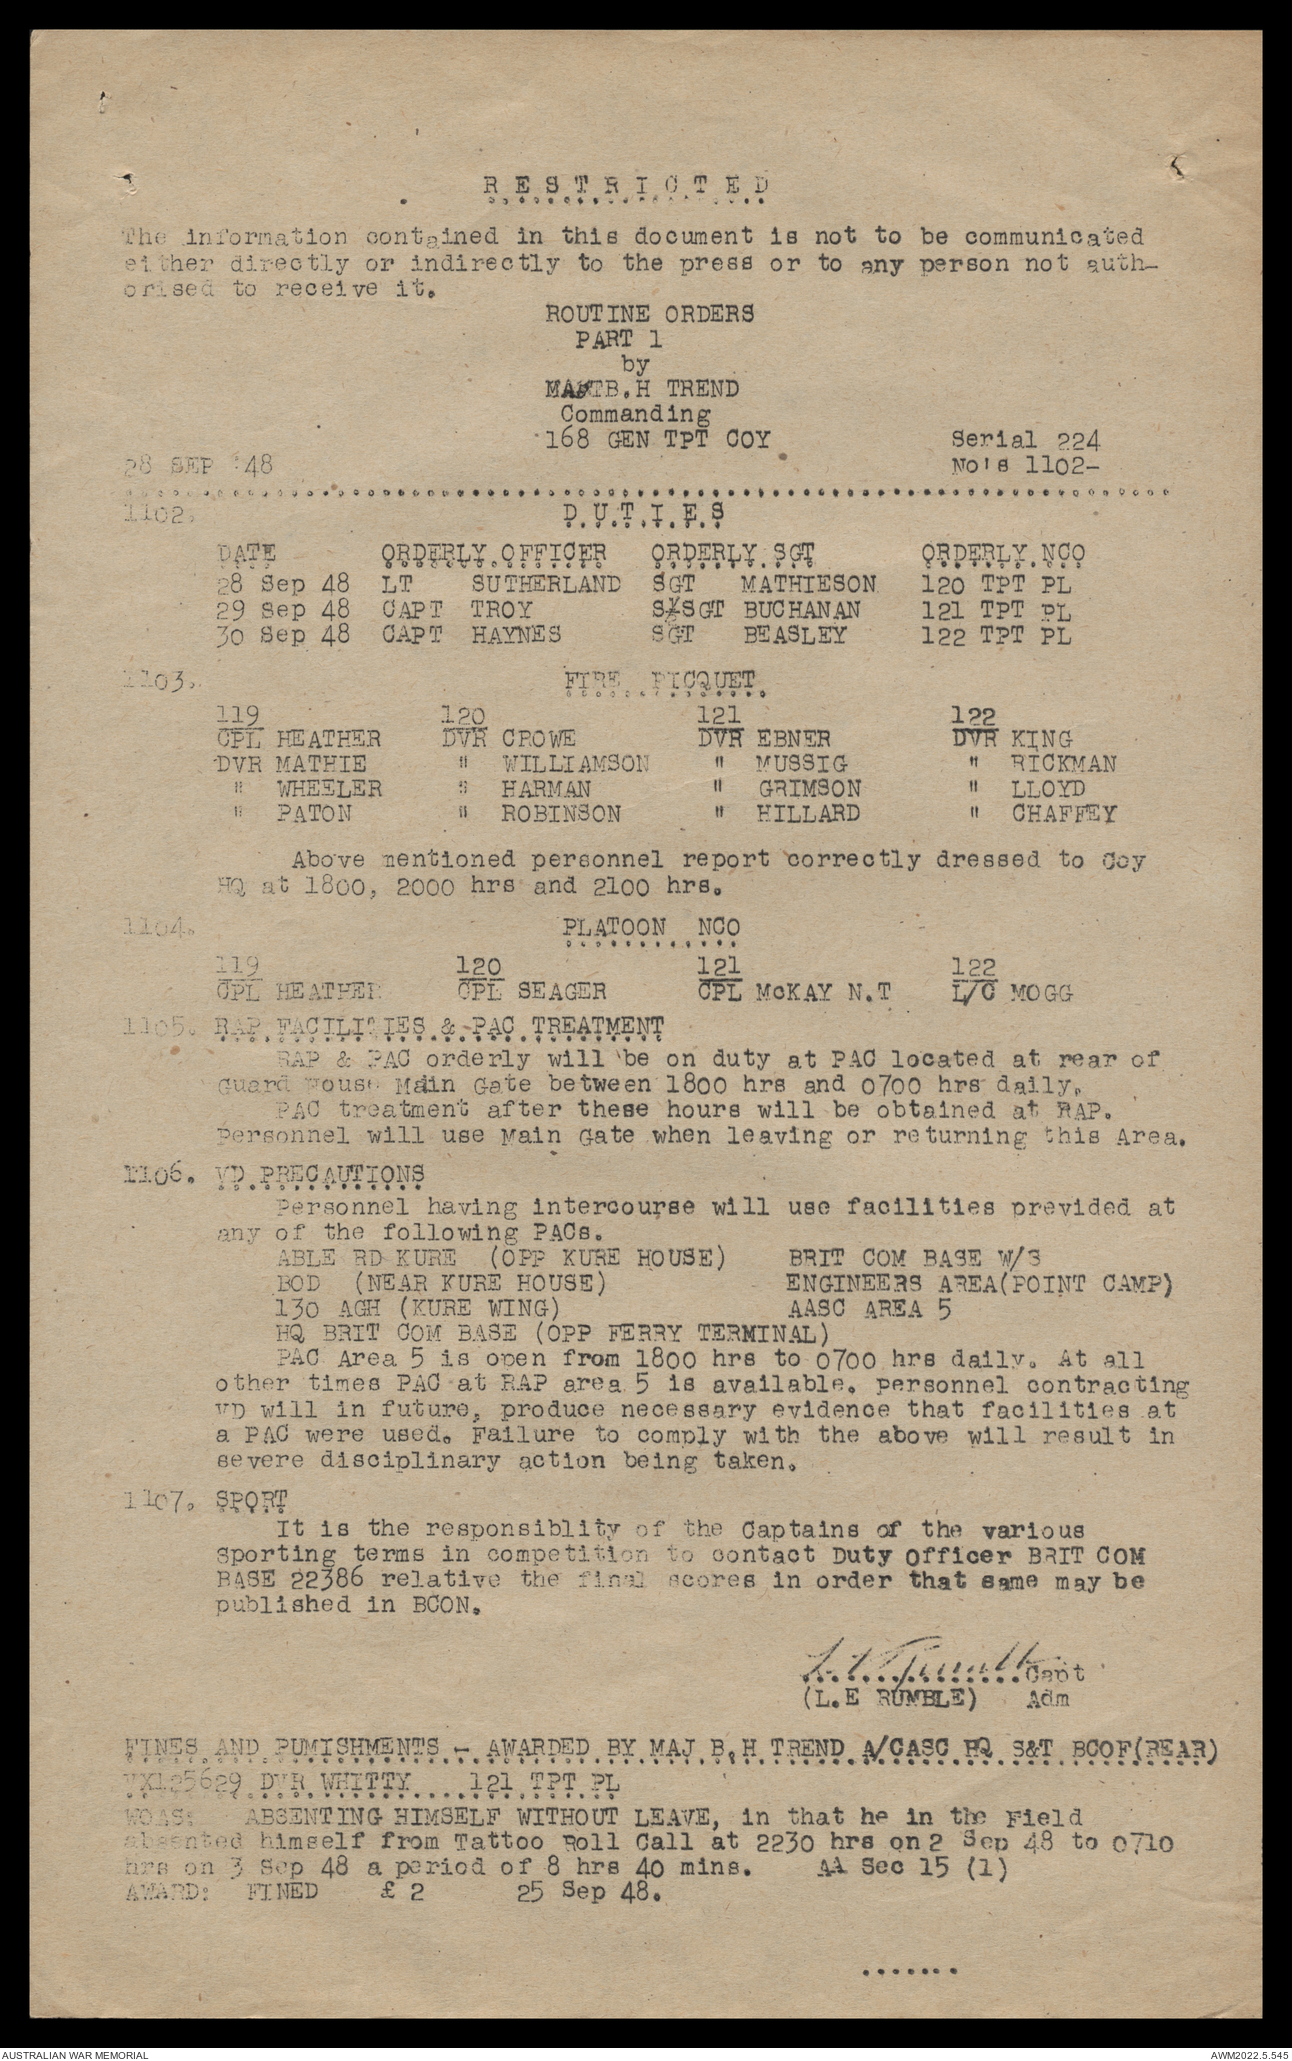 RESTRICTED
The information contained in this document is not to be communicated
either directly or indirectly to the press or to any person not auth-
orised to receive it.
ROUTINE ORDERS
PART 1
by
B.H TREND
Commanding
168 GEN TPT COY
Serial 224
28 SEP '48
No's 1102-
1102. D.U.T.I.E.S
DATE ORDERLY OFFICER ORDERLY SGT ORDERLY NCO
28 Sep 48 LT SUTHERLAND SGT MATHIESON 120 TPT PL
29 Sep 48 CAPT TROY S/SGT BUCHANAN 121 TPT PL
30 Sep 48 CAPT HAYNES SGT BEASLEY 122 TPT PL
1103. FIRE PICQUET
119 120 121 122
CPL HEATHER DVR CROWE DVR EBNER DVR KING
DVR MATHIE " WILLIAMSON " MUSSIG " RICKMAN
" WHEELER " HARMAN " GRIMSON " LLOYD
" PATON " ROBINSON " HILLARD " CHAFFEY
Above mentioned personnel report correctly dressed to Coy
HQ at 1800, 2000 hrs and 2100 hrs.
1104. PLATOON NCO
119 120 121 122
CPL HEATHER CPL SEAGER CPL McKAY N.T L/C MOGG
1105. RAP FACILITIES & PAC TREATMENT
RAP & PAC orderly will be on duty at PAC located at rear of
Guard House Main Gate between 1800 hrs and 0700 hrs daily.
PAC treatment after these hours will be obtained at RAP.
Personnel will use Main Gate when leaving or returning this Area.
1106. VD PRECAUTIONS
Personnel having intercourse will use facilities previded at
any of the following PACs.
ABLE RD KURE (OPP KURE HOUSE) BRIT COM BASE W/S
BOD (NEAR KURE HOUSE) ENGINEERS AREA(POINT CAMP)
130 AGH (KURE WING) AASC AREA 5
HQ BRIT COM BASE (OPP FERRY TERMINAL)
PAC Area 5 is open from 1800 hrs to 0700 hrs daily. At all
other times PAC at RAP area 5 is available. Personnel contracting
VD will in future, produce necessary evidence that facilities at
a PAC were used. Failure to comply with the above will result in
severe disciplinary action being taken.
1107. SPORT
It is the responsiblity of the Captains of the various
Sporting terms in competition to contact Duty Officer BRIT COM
BASE 22386 relative the final scores in order that same may be
published in BCON.
Capt
(L.E RUMBLE) Adm
FINES AND PUMISHMENTS - AWARDED BY MAJ B.H TREND A/CASC HQ S&T BCOF(REAR)
VX125629 DVR WHITTY 121 TPT PL
WOAS: ABSENTING HIMSELF WITHOUT LEAVE, in that he in the Field
absented himself from Tattoo Roll Call at 2230 hrs on 2 Sep 48 to 0710
hrs on 3 Sep 48 a period of 8 hrs 40 mins. AA Sec 15 (1)
AWARD: FINED £ 2 25 Sep 48.
AUSTRALIAN WAR MEMORIAL
AWM2022.5.545